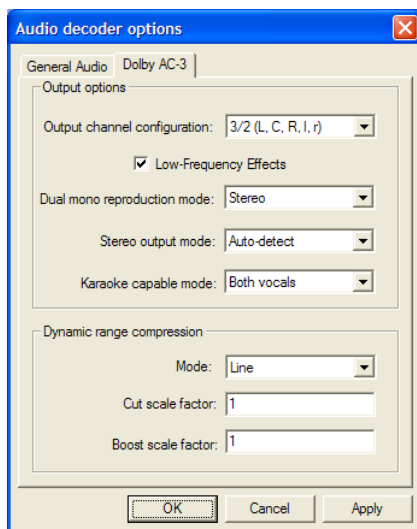 Audio decoder options
General Audio Dolby AC-3
Output options
Output channel configuration: 3/2 (L, C, R, l, r)
Low-Frequency Effects
Dual mono reproduction mode: Stereo
Stereo output mode: Auto-detect
Karaoke capable mode: Both vocals
Dynamic range compression
Mode: Line
Cut scale factor: 1
Boost scale factor: 1
OK Cancel Apply